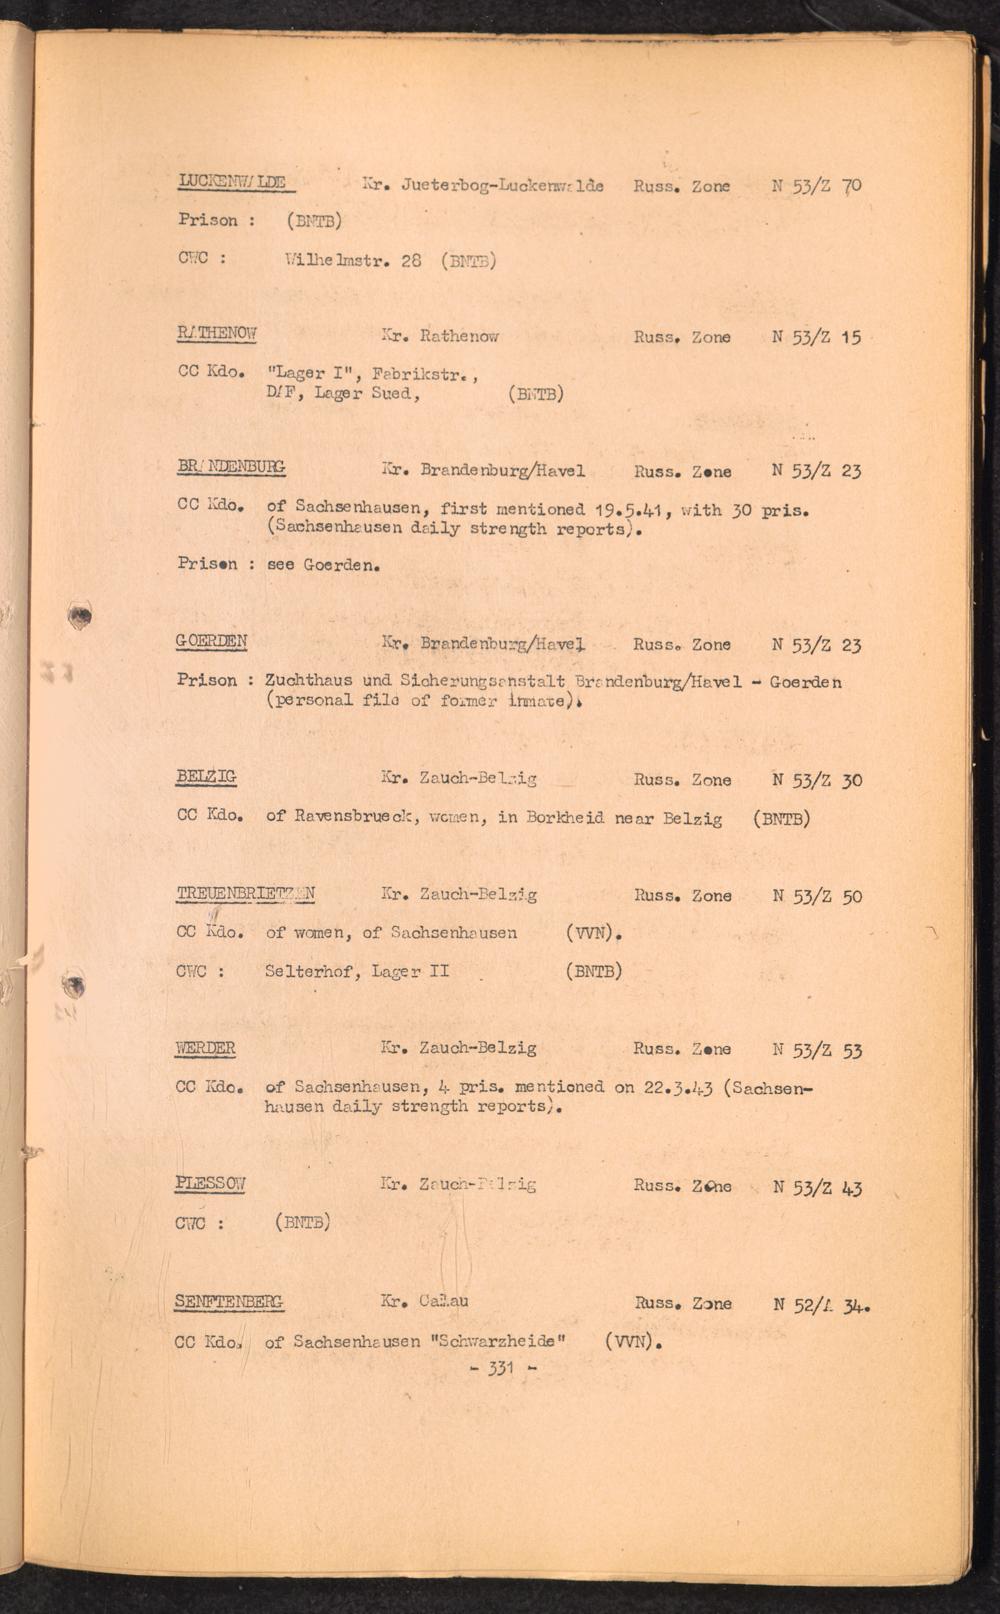 LUCKENWALDE Kr. Jueterbog-Luckenwalde Russ. Zone N 53/Z 70
Prison : (BNTB)
CWC : Wilhelmstr. 28 (BNTB)
RATHENOW Kr. Rathenow Russ. Zone N 53/Z 15
CC Kdo. "Lager I", Fabrikstr.,
DAF, Lager Sued, (BNTB)
BRANDENBURG Kr. Brandenburg/Havel Russ. Zone N 53/Z 23
CC Kdo. of Sachsenhausen, first mentioned 19.5.41, with 30 pris.
(Sachsenhausen daily strength reports).
Prison : see Goerden.
GOERDEN Kr. Brandenburg/Havel Russ. Zone N 53/Z 23
Prison : Zuchthaus und Sicherungsanstalt Brandenburg/Havel - Goerden
(personal file of former inmate).
BELZIG Kr. Zauch-Belzig Russ. Zone N 53/Z 30
CC Kdo. of Ravensbrueck, women, in Borkheid near Belzig (BNTB)
TREUENBRIETZEN Kr. Zauch-Belzig Russ. Zone N 53/Z 50
CC Kdo. of women, of Sachsenhausen (VVN).
CWC : Selterhof, Lager II (BNTB)
WERDER Kr. Zauch-Belzig Russ. Zone N 53/Z 53
CC Kdo. of Sachsenhausen, 4 pris. mentioned on 22.3.43 (Sachsen-
hausen daily strength reports).
PLESSOW Kr. Zauch-Belzig Russ. Zone N 53/Z 43
CWC : (BNTB)
SENFTENBERG Kr. Calau Russ. Zone N 52/A 34.
CC Kdo. of Sachsenhausen "Schwarzheide" (VVN).
- 331 -